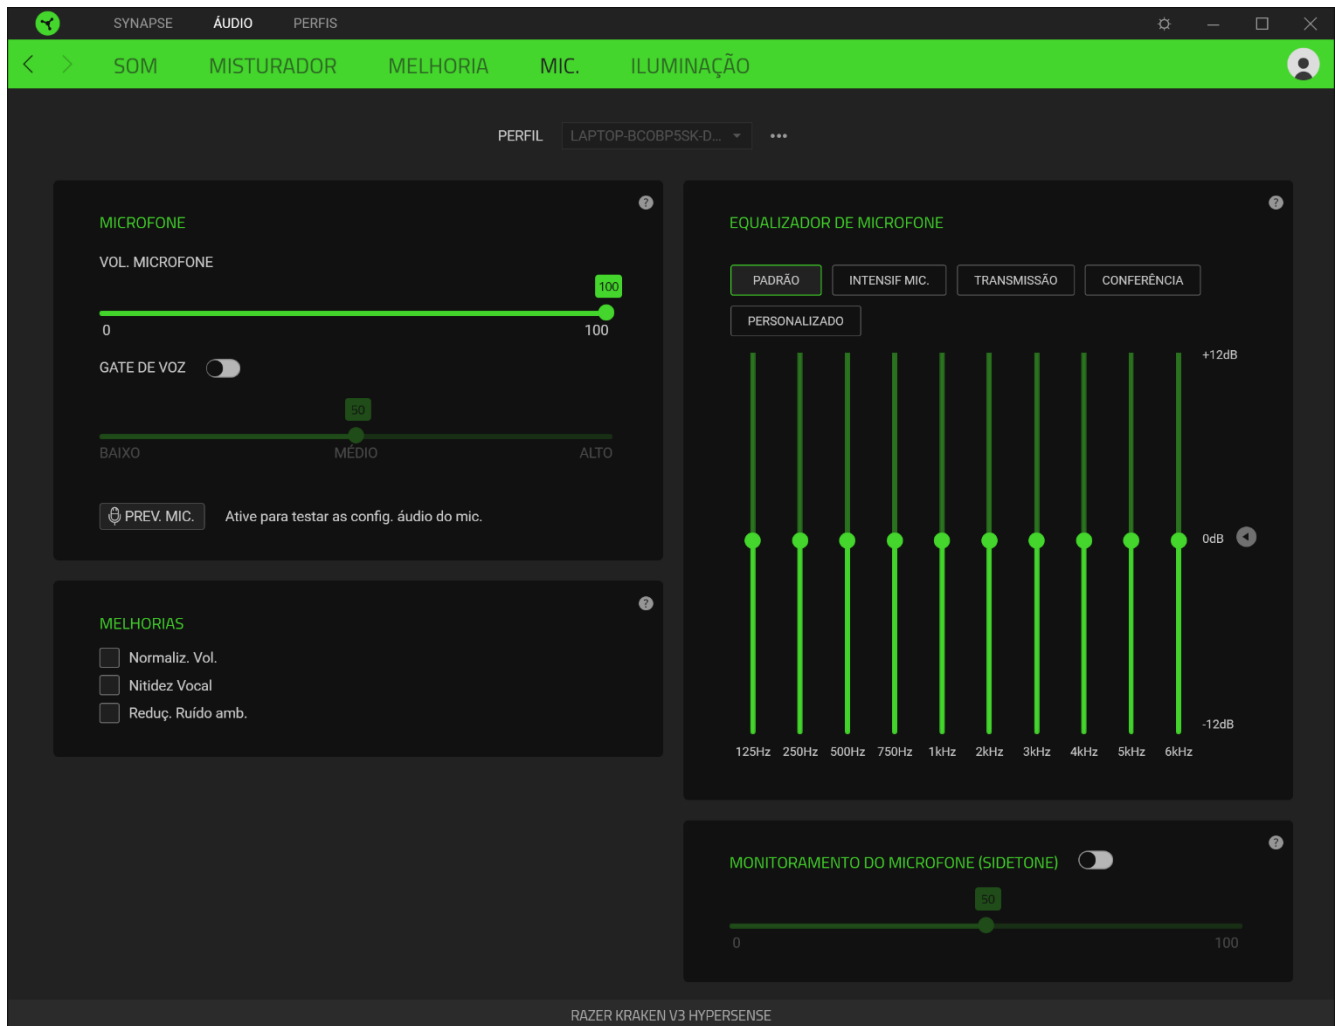 SYNAPSE ÁUDIO PERFIS
SOM MISTURADOR MELHORIA MIC. ILUMINAÇÃO
PERFIL LAPTOP-BCOBP5SK-D...
MICROFONE
VOL. MICROFONE
100
0 100
GATE DE VOZ
50
BAIXO MÉDIO ALTO
PREV. MIC. Ative para testar as config. áudio do mic.
MELHORIAS
Normaliz. Vol.
Nitidez Vocal
Reduç. Ruído amb.
EQUALIZADOR DE MICROFONE
PADRÃO INTENSIF MIC. TRANSMISSÃO CONFERÊNCIA
PERSONALIZADO
+12dB
0dB
-12dB
125Hz 250Hz 500Hz 750Hz 1kHz 2kHz 3kHz 4kHz 5kHz 6kHz
MONITORAMENTO DO MICROFONE (SIDETONE)
50
0 100
RAZER KRAKEN V3 HYPERSENSE